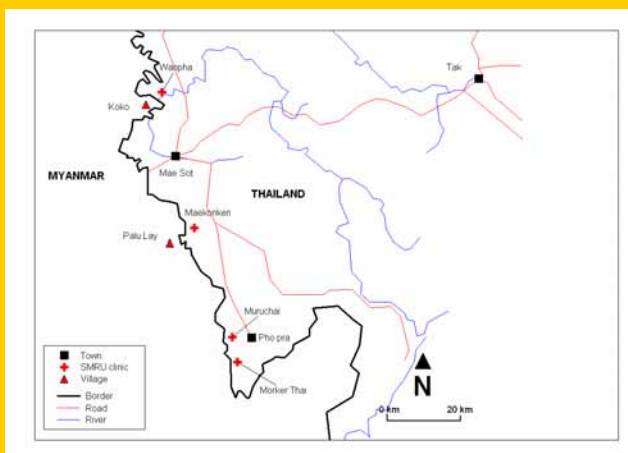 Waopha
Tak
Koko
Mae Sot
MYANMAR
THAILAND
Maekonken
Palu Lay
Muruchai
Pho pra
Morker Thai
Town
SMRU clinic
Village
Border
Road
River
N
0 km
20 km